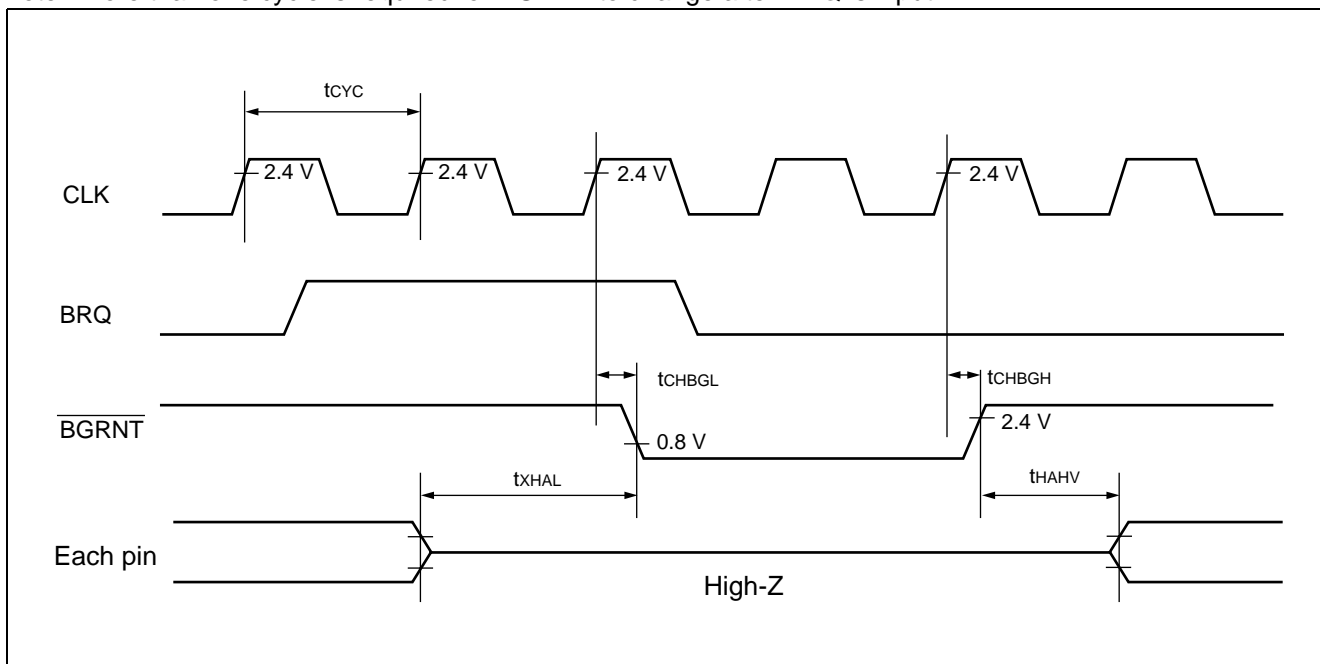 tCYC
2.4 V
2.4 V
2.4 V
2.4 V
CLK
BRQ
tCHBGL
tCHBGH
BGRNT
0.8 V
2.4 V
tXHAL
tHAHV
Each pin
High-Z